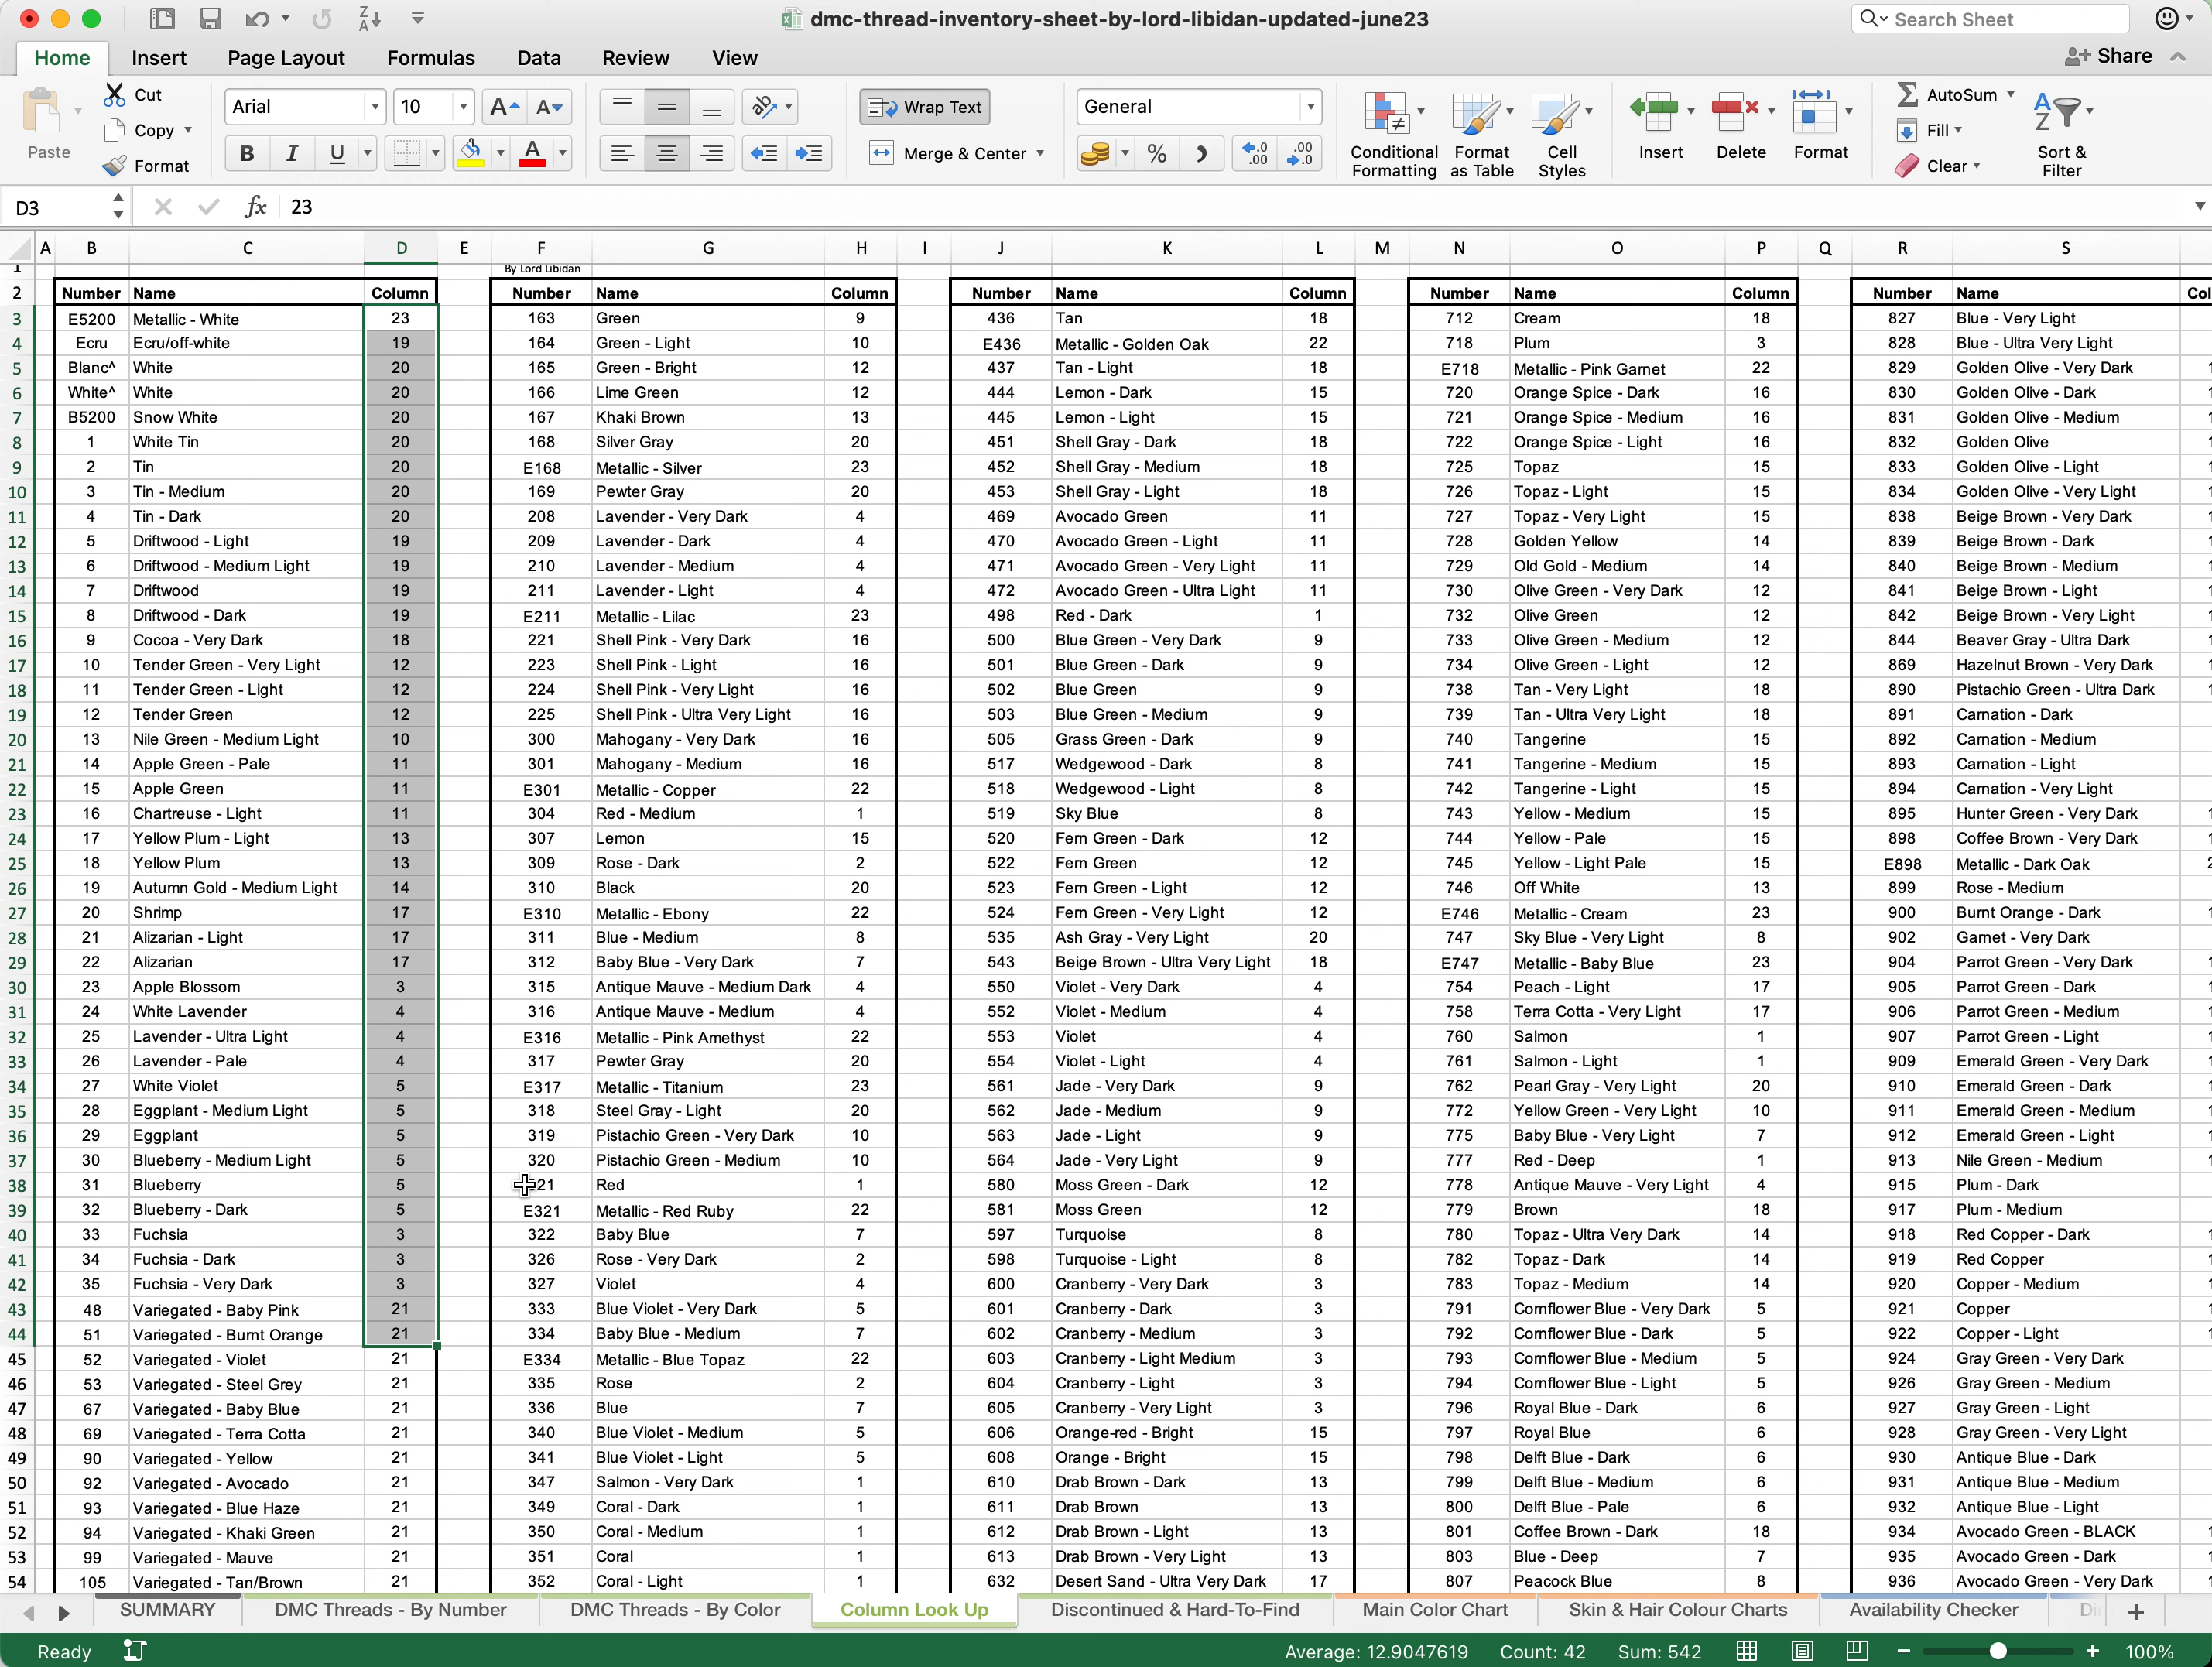 dmc-thread-inventory-sheet-by-lord-libidan-updated-june23
Search Sheet
Home Insert Page Layout Formulas Data Review View Share
Paste Cut Copy Format
Arial 10 Wrap Text Merge & Center General
Conditional Formatting Format as Table Cell Styles Insert Delete Format AutoSum Fill Clear Sort & Filter
D3 fx 23
A B C D E F G H I J K L M N O P Q R S
1 By Lord Libidan
2 Number Name Column Number Name Column Number Name Column Number Name Column Number Name Col
3 E5200 Metallic - White 23 163 Green 9 436 Tan 18 712 Cream 18 827 Blue - Very Light
4 Ecru Ecru/off-white 19 164 Green - Light 10 E436 Metallic - Golden Oak 22 718 Plum 3 828 Blue - Ultra Very Light
5 Blanc^ White 20 165 Green - Bright 12 437 Tan - Light 18 E718 Metallic - Pink Garnet 22 829 Golden Olive - Very Dark
6 White^ White 20 166 Lime Green 12 444 Lemon - Dark 15 720 Orange Spice - Dark 16 830 Golden Olive - Dark
7 B5200 Snow White 20 167 Khaki Brown 13 445 Lemon - Light 15 721 Orange Spice - Medium 16 831 Golden Olive - Medium
8 1 White Tin 20 168 Silver Gray 20 451 Shell Gray - Dark 18 722 Orange Spice - Light 16 832 Golden Olive
9 2 Tin 20 E168 Metallic - Silver 23 452 Shell Gray - Medium 18 725 Topaz 15 833 Golden Olive - Light
10 3 Tin - Medium 20 169 Pewter Gray 20 453 Shell Gray - Light 18 726 Topaz - Light 15 834 Golden Olive - Very Light
11 4 Tin - Dark 20 208 Lavender - Very Dark 4 469 Avocado Green 11 727 Topaz - Very Light 15 838 Beige Brown - Very Dark
12 5 Driftwood - Light 19 209 Lavender - Dark 4 470 Avocado Green - Light 11 728 Golden Yellow 14 839 Beige Brown - Dark
13 6 Driftwood - Medium Light 19 210 Lavender - Medium 4 471 Avocado Green - Very Light 11 729 Old Gold - Medium 14 840 Beige Brown - Medium
14 7 Driftwood 19 211 Lavender - Light 4 472 Avocado Green - Ultra Light 11 730 Olive Green - Very Dark 12 841 Beige Brown - Light
15 8 Driftwood - Dark 19 E211 Metallic - Lilac 23 498 Red - Dark 1 732 Olive Green 12 842 Beige Brown - Very Light
16 9 Cocoa - Very Dark 18 221 Shell Pink - Very Dark 16 500 Blue Green - Very Dark 9 733 Olive Green - Medium 12 844 Beaver Gray - Ultra Dark
17 10 Tender Green - Very Light 12 223 Shell Pink - Light 16 501 Blue Green - Dark 9 734 Olive Green - Light 12 869 Hazelnut Brown - Very Dark
18 11 Tender Green - Light 12 224 Shell Pink - Very Light 16 502 Blue Green 9 738 Tan - Very Light 18 890 Pistachio Green - Ultra Dark
19 12 Tender Green 12 225 Shell Pink - Ultra Very Light 16 503 Blue Green - Medium 9 739 Tan - Ultra Very Light 18 891 Carnation - Dark
20 13 Nile Green - Medium Light 10 300 Mahogany - Very Dark 16 505 Grass Green - Dark 9 740 Tangerine 15 892 Carnation - Medium
21 14 Apple Green - Pale 11 301 Mahogany - Medium 16 517 Wedgewood - Dark 8 741 Tangerine - Medium 15 893 Carnation - Light
22 15 Apple Green 11 E301 Metallic - Copper 22 518 Wedgewood - Light 8 742 Tangerine - Light 15 894 Carnation - Very Light
23 16 Chartreuse - Light 11 304 Red - Medium 1 519 Sky Blue 8 743 Yellow - Medium 15 895 Hunter Green - Very Dark
24 17 Yellow Plum - Light 13 307 Lemon 15 520 Fern Green - Dark 12 744 Yellow - Pale 15 898 Coffee Brown - Very Dark
25 18 Yellow Plum 13 309 Rose - Dark 2 522 Fern Green 12 745 Yellow - Light Pale 15 E898 Metallic - Dark Oak
26 19 Autumn Gold - Medium Light 14 310 Black 20 523 Fern Green - Light 12 746 Off White 13 899 Rose - Medium
27 20 Shrimp 17 E310 Metallic - Ebony 22 524 Fern Green - Very Light 12 E746 Metallic - Cream 23 900 Burnt Orange - Dark
28 21 Alizarian - Light 17 311 Blue - Medium 8 535 Ash Gray - Very Light 20 747 Sky Blue - Very Light 8 902 Garnet - Very Dark
29 22 Alizarian 17 312 Baby Blue - Very Dark 7 543 Beige Brown - Ultra Very Light 18 E747 Metallic - Baby Blue 23 904 Parrot Green - Very Dark
30 23 Apple Blossom 3 315 Antique Mauve - Medium Dark 4 550 Violet - Very Dark 4 754 Peach - Light 17 905 Parrot Green - Dark
31 24 White Lavender 4 316 Antique Mauve - Medium 4 552 Violet - Medium 4 758 Terra Cotta - Very Light 17 906 Parrot Green - Medium
32 25 Lavender - Ultra Light 4 E316 Metallic - Pink Amethyst 22 553 Violet 4 760 Salmon 1 907 Parrot Green - Light
33 26 Lavender - Pale 4 317 Pewter Gray 20 554 Violet - Light 4 761 Salmon - Light 1 909 Emerald Green - Very Dark
34 27 White Violet 5 E317 Metallic - Titanium 23 561 Jade - Very Dark 9 762 Pearl Gray - Very Light 20 910 Emerald Green - Dark
35 28 Eggplant - Medium Light 5 318 Steel Gray - Light 20 562 Jade - Medium 9 772 Yellow Green - Very Light 10 911 Emerald Green - Medium
36 29 Eggplant 5 319 Pistachio Green - Very Dark 10 563 Jade - Light 9 775 Baby Blue - Very Light 7 912 Emerald Green - Light
37 30 Blueberry - Medium Light 5 320 Pistachio Green - Medium 10 564 Jade - Very Light 9 777 Red - Deep 1 913 Nile Green - Medium
38 31 Blueberry 5 21 Red 1 580 Moss Green - Dark 12 778 Antique Mauve - Very Light 4 915 Plum - Dark
39 32 Blueberry - Dark 5 E321 Metallic - Red Ruby 22 581 Moss Green 12 779 Brown 18 917 Plum - Medium
40 33 Fuchsia 3 322 Baby Blue 7 597 Turquoise 8 780 Topaz - Ultra Very Dark 14 918 Red Copper - Dark
41 34 Fuchsia - Dark 3 326 Rose - Very Dark 2 598 Turquoise - Light 8 782 Topaz - Dark 14 919 Red Copper
42 35 Fuchsia - Very Dark 3 327 Violet 4 600 Cranberry - Very Dark 3 783 Topaz - Medium 14 920 Copper - Medium
43 48 Variegated - Baby Pink 21 333 Blue Violet - Very Dark 5 601 Cranberry - Dark 3 791 Cornflower Blue - Very Dark 5 921 Copper
44 51 Variegated - Burnt Orange 21 334 Baby Blue - Medium 7 602 Cranberry - Medium 3 792 Cornflower Blue - Dark 5 922 Copper - Light
45 52 Variegated - Violet 21 E334 Metallic - Blue Topaz 22 603 Cranberry - Light Medium 3 793 Cornflower Blue - Medium 5 924 Gray Green - Very Dark
46 53 Variegated - Steel Grey 21 335 Rose 2 604 Cranberry - Light 3 794 Cornflower Blue - Light 5 926 Gray Green - Medium
47 67 Variegated - Baby Blue 21 336 Blue 7 605 Cranberry - Very Light 3 796 Royal Blue - Dark 6 927 Gray Green - Light
48 69 Variegated - Terra Cotta 21 340 Blue Violet - Medium 5 606 Orange-red - Bright 15 797 Royal Blue 6 928 Gray Green - Very Light
49 90 Variegated - Yellow 21 341 Blue Violet - Light 5 608 Orange - Bright 15 798 Delft Blue - Dark 6 930 Antique Blue - Dark
50 92 Variegated - Avocado 21 347 Salmon - Very Dark 1 610 Drab Brown - Dark 13 799 Delft Blue - Medium 6 931 Antique Blue - Medium
51 93 Variegated - Blue Haze 21 349 Coral - Dark 1 611 Drab Brown 13 800 Delft Blue - Pale 6 932 Antique Blue - Light
52 94 Variegated - Khaki Green 21 350 Coral - Medium 1 612 Drab Brown - Light 13 801 Coffee Brown - Dark 18 934 Avocado Green - BLACK
53 99 Variegated - Mauve 21 351 Coral 1 613 Drab Brown - Very Light 13 803 Blue - Deep 7 935 Avocado Green - Dark
54 105 Variegated - Tan/Brown 21 352 Coral - Light 1 632 Desert Sand - Ultra Very Dark 17 807 Peacock Blue 8 936 Avocado Green - Very Dark
SUMMARY DMC Threads - By Number DMC Threads - By Color Column Look Up Discontinued & Hard-To-Find Main Color Chart Skin & Hair Colour Charts Availability Checker
Ready Average: 12.9047619 Count: 42 Sum: 542 100%